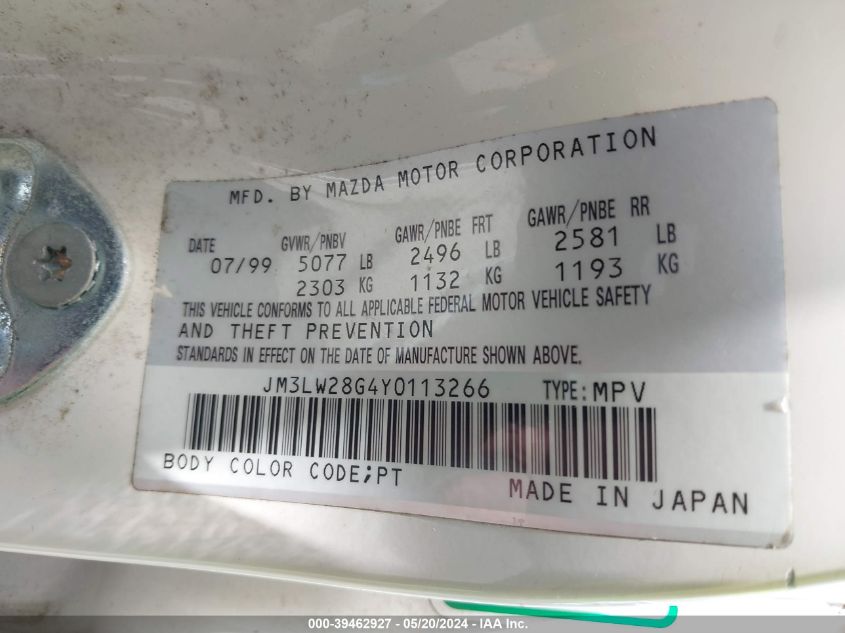 MFD. BY MAZDA MOTOR CORPORATION
DATE GVWR/PNBV GAWR/PNBE FRT GAWR/PNBE RR
07/99 5077 LB 2496 LB 2581 LB
2303 KG 1132 KG 1193 KG
THIS VEHICLE CONFORMS TO ALL APPLICABLE FEDERAL MOTOR VEHICLE SAFETY
AND THEFT PREVENTION
STANDARDS IN EFFECT ON THE DATE OF MANUFACTURE SHOWN ABOVE.
JM3LW28G4Y0113266 TYPE:MPV
BODY COLOR CODE;PT
MADE IN JAPAN
000-39462927 - 05/20/2024 - IAA Inc.